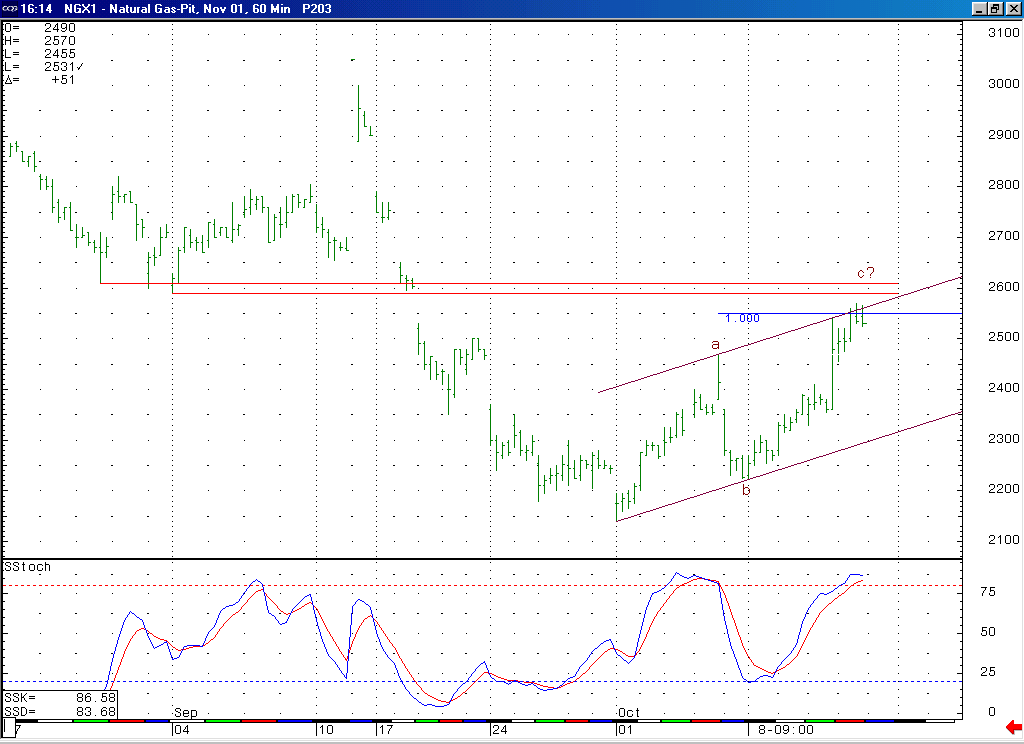 CQG 16:14 NGX1 - Natural Gas-Pit, Nov 01, 60 Min P203
O= 2490
H= 2570
L= 2455
L= 2531✓
Δ= +51
3100
3000
2900
2800
2700
2600
2500
2400
2300
2200
2100
c?
1.000
a
b
SStoch
75
50
25
0
SSK= 86.58
SSD= 83.68
Sep
Oct
7
04
10
17
24
01
8-09:00